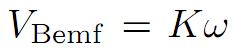 V_Bemf = Kω